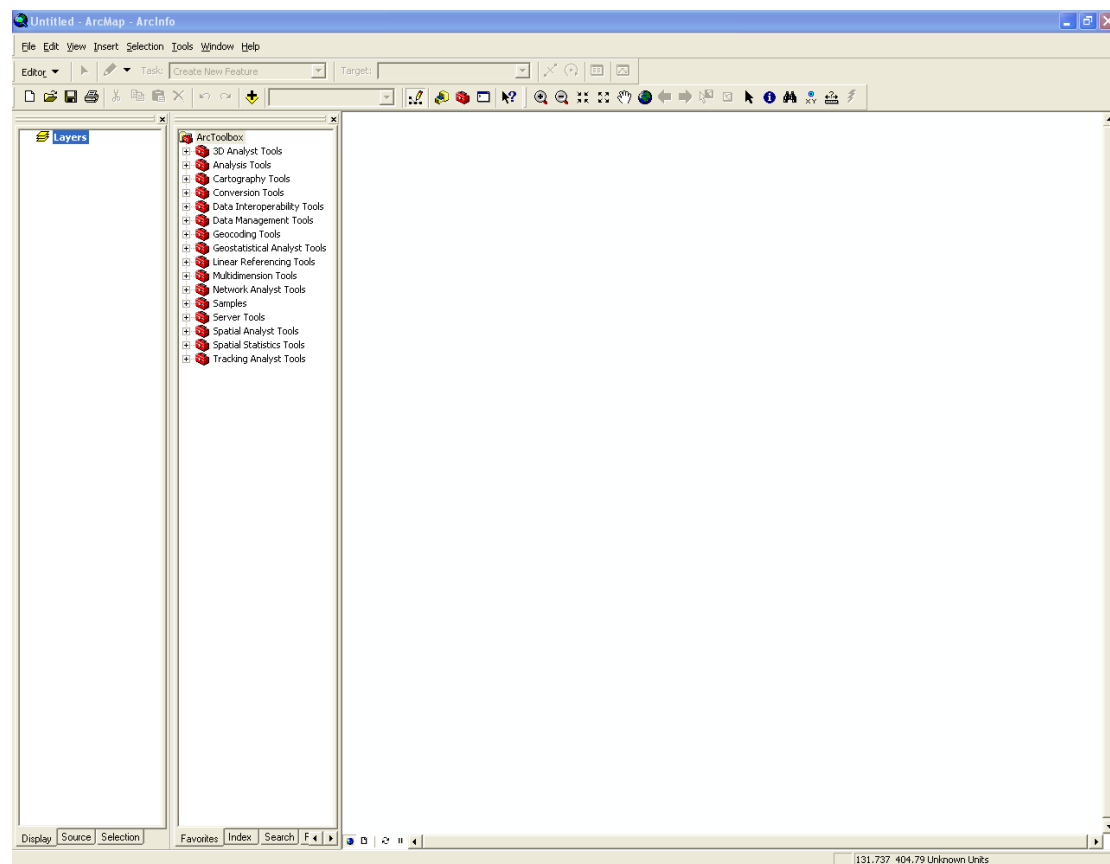 Untitled - ArcMap - ArcInfo
File Edit View Insert Selection Tools Window Help
Editor Task: Create New Feature Target:
Layers
ArcToolbox
3D Analyst Tools
Analysis Tools
Cartography Tools
Conversion Tools
Data Interoperability Tools
Data Management Tools
Geocoding Tools
Geostatistical Analyst Tools
Linear Referencing Tools
Multidimension Tools
Network Analyst Tools
Samples
Server Tools
Spatial Analyst Tools
Spatial Statistics Tools
Tracking Analyst Tools
Display Source Selection
Favorites Index Search
131.737 404.79 Unknown Units